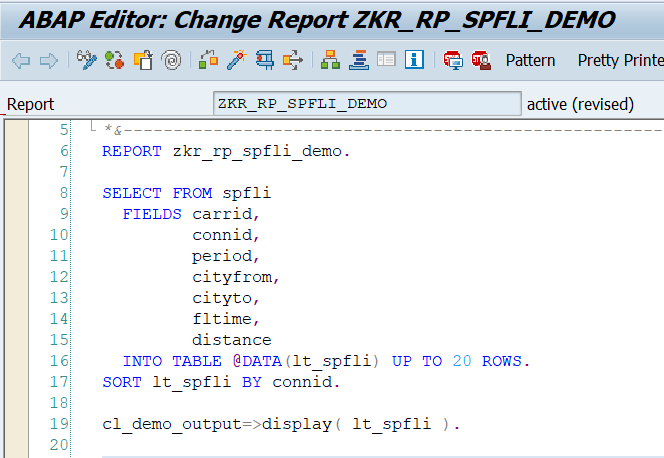 ABAP Editor: Change Report ZKR_RP_SPFLI_DEMO
Pattern Pretty Printe
Report ZKR_RP_SPFLI_DEMO active (revised)
5 *&---------------------------------------------------------
6 REPORT zkr_rp_spfli_demo.
7
8 SELECT FROM spfli
9 FIELDS carrid,
10 connid,
11 period,
12 cityfrom,
13 cityto,
14 fltime,
15 distance
16 INTO TABLE @DATA(lt_spfli) UP TO 20 ROWS.
17 SORT lt_spfli BY connid.
18
19 cl_demo_output=>display( lt_spfli ).
20